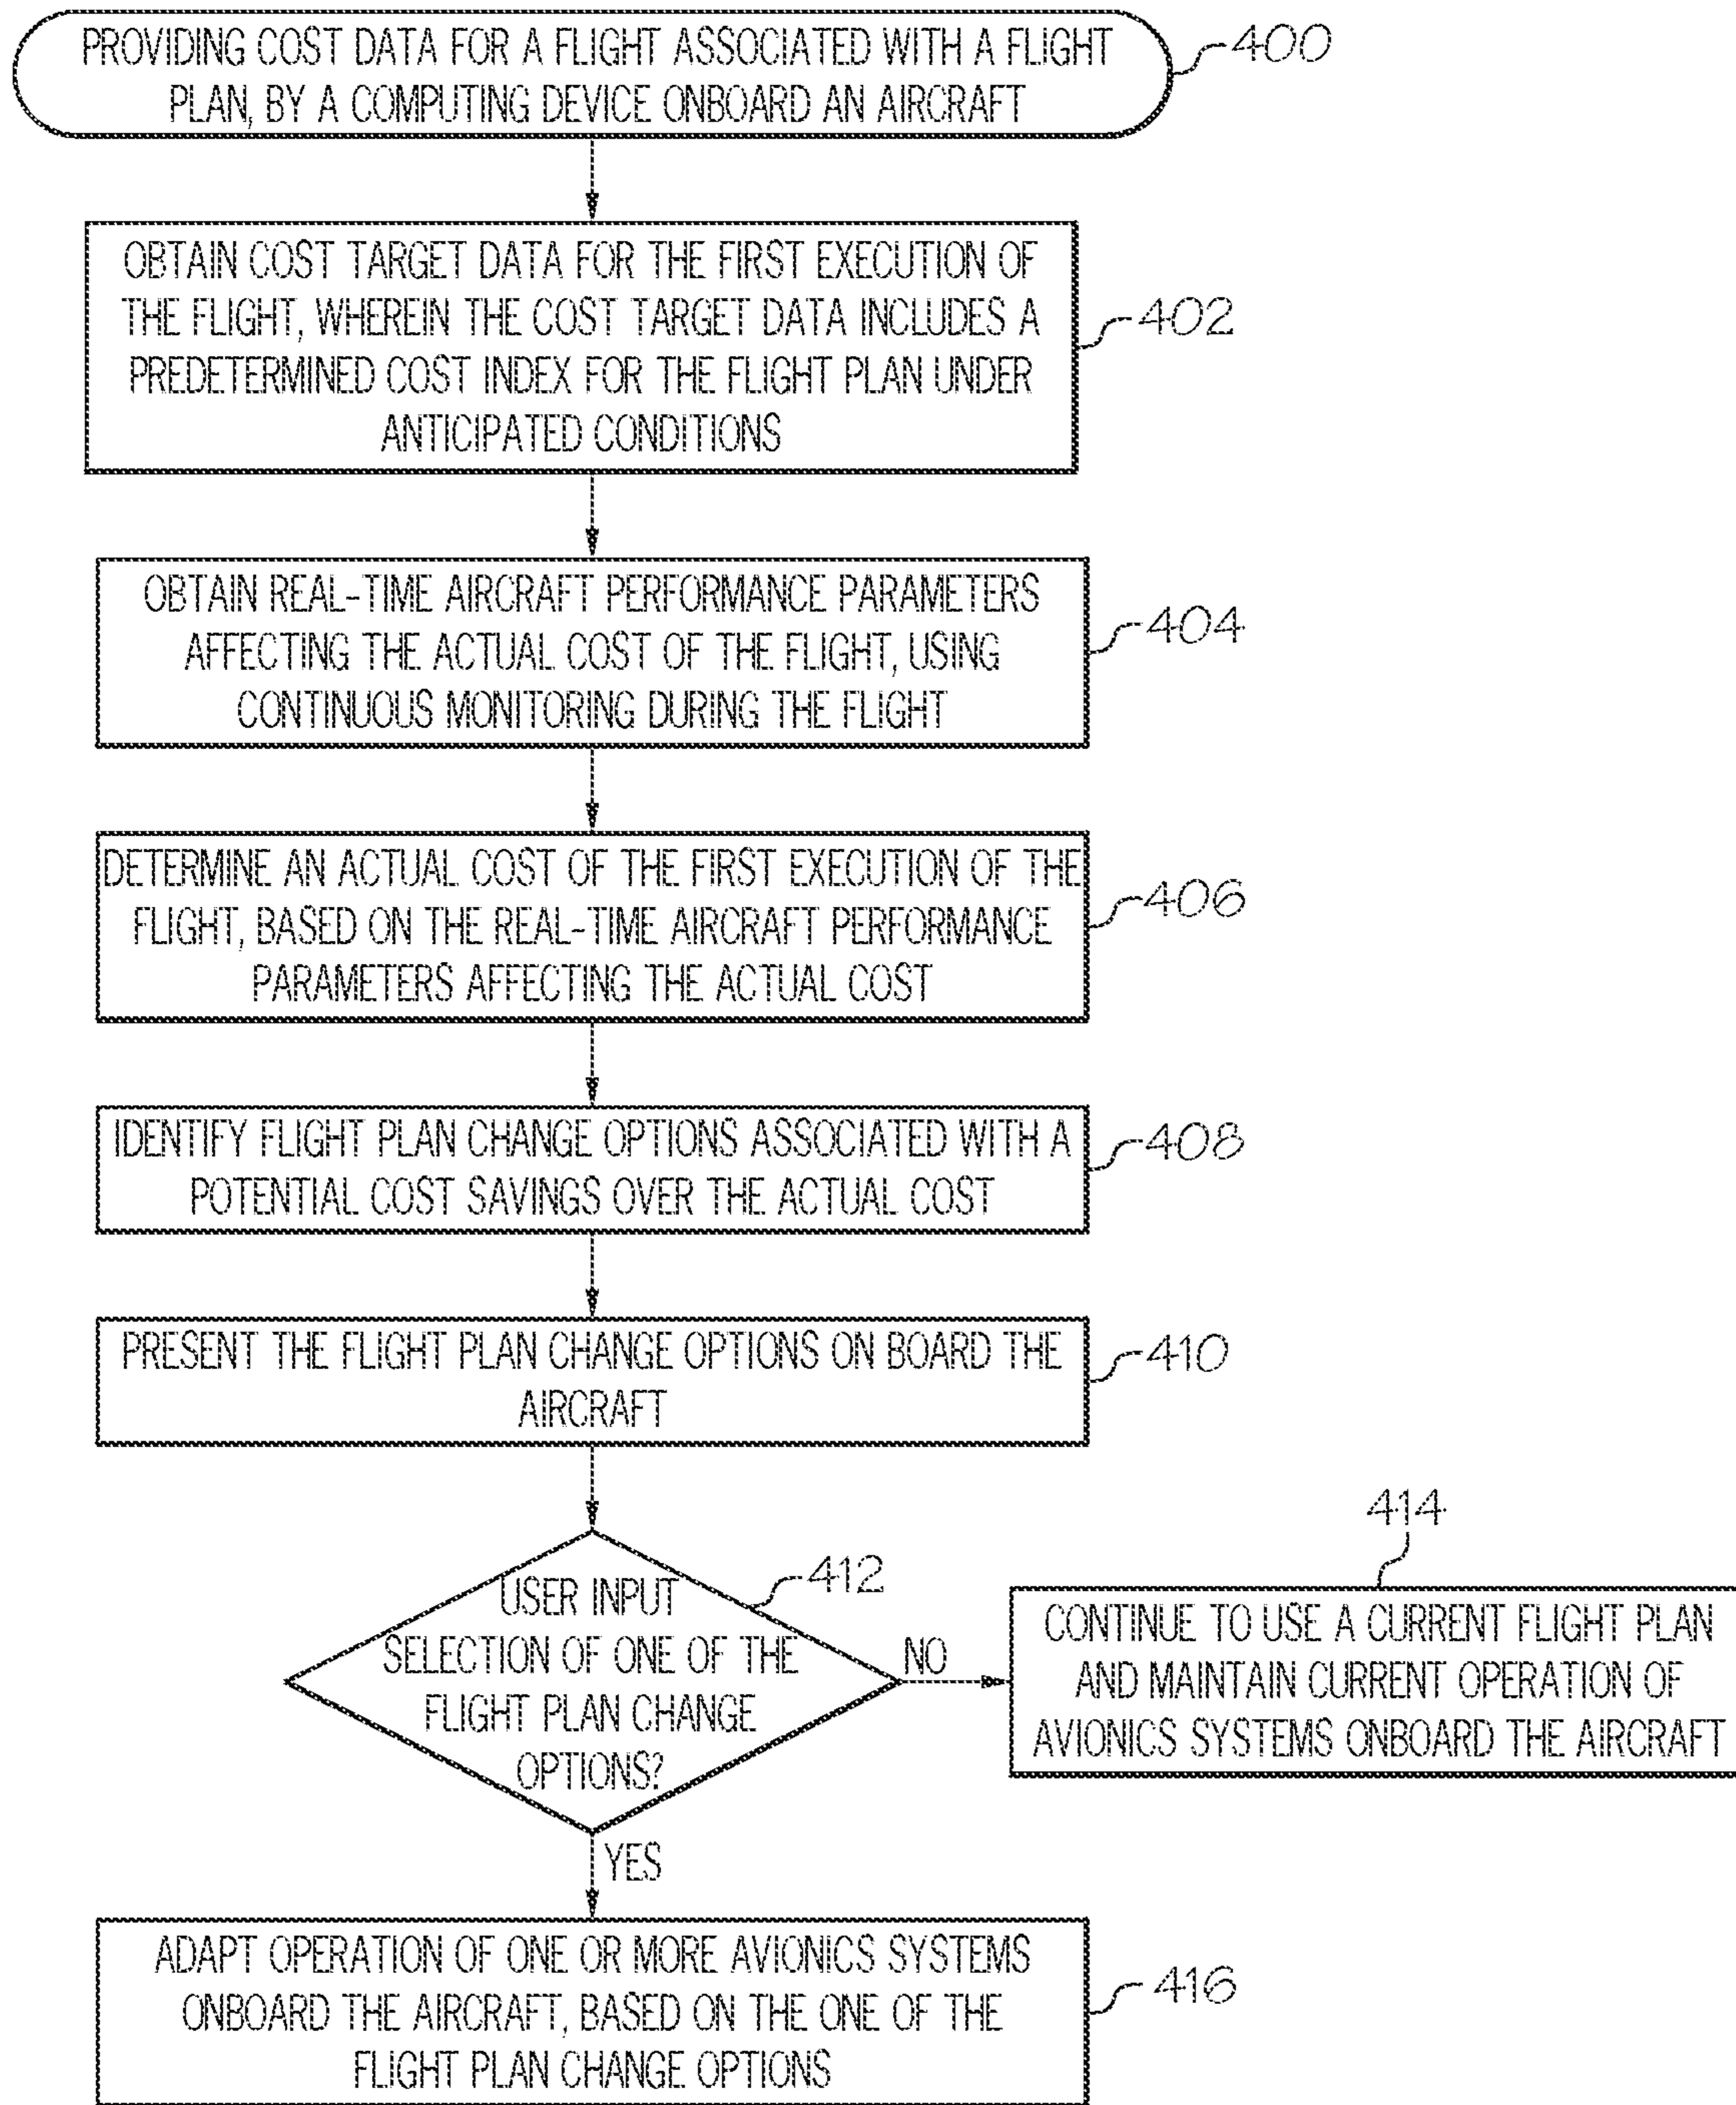 PROVIDING COST DATA FOR A FLIGHT ASSOCIATED WITH A FLIGHT
PLAN, BY A COMPUTING DEVICE ONBOARD AN AIRCRAFT
400
OBTAIN COST TARGET DATA FOR THE FIRST EXECUTION OF
THE FLIGHT, WHEREIN THE COST TARGET DATA INCLUDES A
PREDETERMINED COST INDEX FOR THE FLIGHT PLAN UNDER
ANTICIPATED CONDITIONS
402
OBTAIN REAL-TIME AIRCRAFT PERFORMANCE PARAMETERS
AFFECTING THE ACTUAL COST OF THE FLIGHT, USING
CONTINUOUS MONITORING DURING THE FLIGHT
404
DETERMINE AN ACTUAL COST OF THE FIRST EXECUTION OF THE
FLIGHT, BASED ON THE REAL-TIME AIRCRAFT PERFORMANCE
PARAMETERS AFFECTING THE ACTUAL COST
406
IDENTIFY FLIGHT PLAN CHANGE OPTIONS ASSOCIATED WITH A
POTENTIAL COST SAVINGS OVER THE ACTUAL COST
408
PRESENT THE FLIGHT PLAN CHANGE OPTIONS ON BOARD THE
AIRCRAFT
410
USER INPUT
SELECTION OF ONE OF THE
FLIGHT PLAN CHANGE
OPTIONS?
412
NO
414
CONTINUE TO USE A CURRENT FLIGHT PLAN
AND MAINTAIN CURRENT OPERATION OF
AVIONICS SYSTEMS ONBOARD THE AIRCRAFT
YES
ADAPT OPERATION OF ONE OR MORE AVIONICS SYSTEMS
ONBOARD THE AIRCRAFT, BASED ON THE ONE OF THE
FLIGHT PLAN CHANGE OPTIONS
416